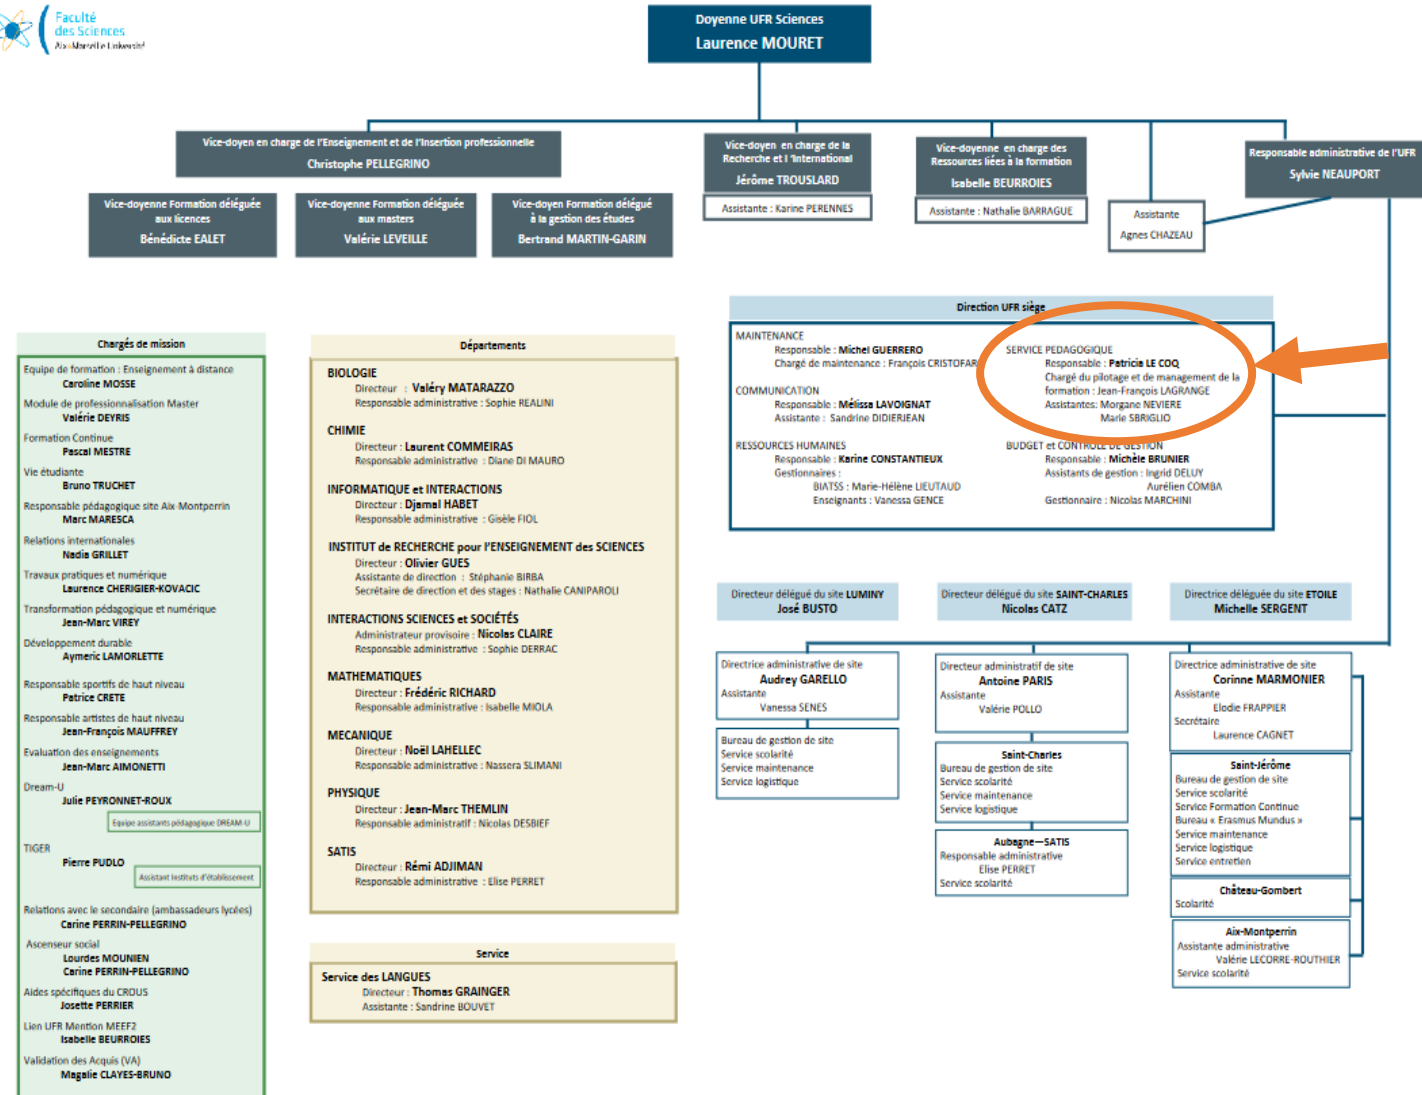 Faculté
des Sciences
Aix*Marseille Université
Doyenne UFR Sciences
Laurence MOURET
Vice-doyen en charge de l'Enseignement et de l'Insertion professionnelle
Christophe PELLEGRINO
Vice-doyenne Formation déléguée
aux licences
Bénédicte EALET
Vice-doyenne Formation déléguée
aux masters
Valérie LEVEILLE
Vice-doyen Formation délégué
à la gestion des études
Bertrand MARTIN-GARIN
Vice-doyen en charge de la
Recherche et l 'International
Jérôme TROUSLARD
Assistante : Karine PERENNES
Vice-doyenne en charge des
Ressources liées à la formation
Isabelle BEURROIES
Assistante : Nathalie BARRAGUE
Assistante
Agnes CHAZEAU
Responsable administrative de l'UFR
Sylvie NEAUPORT
Chargés de mission
Equipe de formation : Enseignement à distance
Caroline MOSSE
Module de professionnalisation Master
Valérie DEYRIS
Formation Continue
Pascal MESTRE
Vie étudiante
Bruno TRUCHET
Responsable pédagogique site Aix-Montperrin
Marc MARESCA
Relations internationales
Nadia GRILLET
Travaux pratiques et numérique
Laurence CHERIGIER-KOVACIC
Transformation pédagogique et numérique
Jean-Marc VIREY
Développement durable
Aymeric LAMORLETTE
Responsable sportifs de haut niveau
Patrice CRETE
Responsable artistes de haut niveau
Jean-François MAUFFREY
Evaluation des enseignements
Jean-Marc AIMONETTI
Dream-U
Julie PEYRONNET-ROUX
Equipe assistants pédagogique DREAM-U
TIGER
Pierre PUDLO
Assistant Instituts d'établissement
Relations avec le secondaire (ambassadeurs lycées)
Carine PERRIN-PELLEGRINO
Ascenseur social
Lourdes MOUNIEN
Carine PERRIN-PELLEGRINO
Aides spécifiques du CROUS
Josette PERRIER
Lien UFR Mention MEEF2
Isabelle BEURROIES
Validation des Acquis (VA)
Magalie CLAYES-BRUNO
Départements
BIOLOGIE
Directeur : Valéry MATARAZZO
Responsable administrative : Sophie REALINI
CHIMIE
Directeur : Laurent COMMEIRAS
Responsable administrative : Diane DI MAURO
INFORMATIQUE et INTERACTIONS
Directeur : Djamal HABET
Responsable administrative : Gisèle FIOL
INSTITUT de RECHERCHE pour l'ENSEIGNEMENT des SCIENCES
Directeur : Olivier GUES
Assistante de direction : Stéphanie BIRBA
Secrétaire de direction et des stages : Nathalie CANIPAROLI
INTERACTIONS SCIENCES et SOCIÉTÉS
Administrateur provisoire : Nicolas CLAIRE
Responsable administrative : Sophie DERRAC
MATHEMATIQUES
Directeur : Frédéric RICHARD
Responsable administrative : Isabelle MIOLA
MECANIQUE
Directeur : Noël LAHELLEC
Responsable administrative : Nassera SLIMANI
PHYSIQUE
Directeur : Jean-Marc THEMLIN
Responsable administratif : Nicolas DESBIEF
SATIS
Directeur : Rémi ADJIMAN
Responsable administrative : Elise PERRET
Service
Service des LANGUES
Directeur : Thomas GRAINGER
Assistante : Sandrine BOUVET
Direction UFR siège
MAINTENANCE
Responsable : Michel GUERRERO
Chargé de maintenance : François CRISTOFAR
COMMUNICATION
Responsable : Mélissa LAVOIGNAT
Assistante : Sandrine DIDIERJEAN
RESSOURCES HUMAINES
Responsable : Karine CONSTANTIEUX
Gestionnaires :
BIATSS : Marie-Hélène LIEUTAUD
Enseignants : Vanessa GENCE
SERVICE PEDAGOGIQUE
Responsable : Patricia LE COQ
Chargé du pilotage et de management de la
formation : Jean-François LAGRANGE
Assistantes: Morgane NEVIERE
Marie SBRIGLIO
BUDGET et CONTROLE DE GESTION
Responsable : Michèle BRUNIER
Assistants de gestion : Ingrid DELUY
Aurélien COMBA
Gestionnaire : Nicolas MARCHINI
Directeur délégué du site LUMINY
José BUSTO
Directrice administrative de site
Audrey GARELLO
Assistante
Vanessa SENES
Bureau de gestion de site
Service scolarité
Service maintenance
Service logistique
Directeur délégué du site SAINT-CHARLES
Nicolas CATZ
Directeur administratif de site
Antoine PARIS
Assistante
Valérie POLLO
Saint-Charles
Bureau de gestion de site
Service scolarité
Service maintenance
Service logistique
Aubagne—SATIS
Responsable administrative
Elise PERRET
Service scolarité
Directrice déléguée du site ETOILE
Michelle SERGENT
Directrice administrative de site
Corinne MARMONIER
Assistante
Elodie FRAPPIER
Secrétaire
Laurence CAGNET
Saint-Jérôme
Bureau de gestion de site
Service scolarité
Service Formation Continue
Bureau « Erasmus Mundus »
Service maintenance
Service logistique
Service entretien
Château-Gombert
Scolarité
Aix-Montperrin
Assistante administrative
Valérie LECORRE-ROUTHIER
Service scolarité